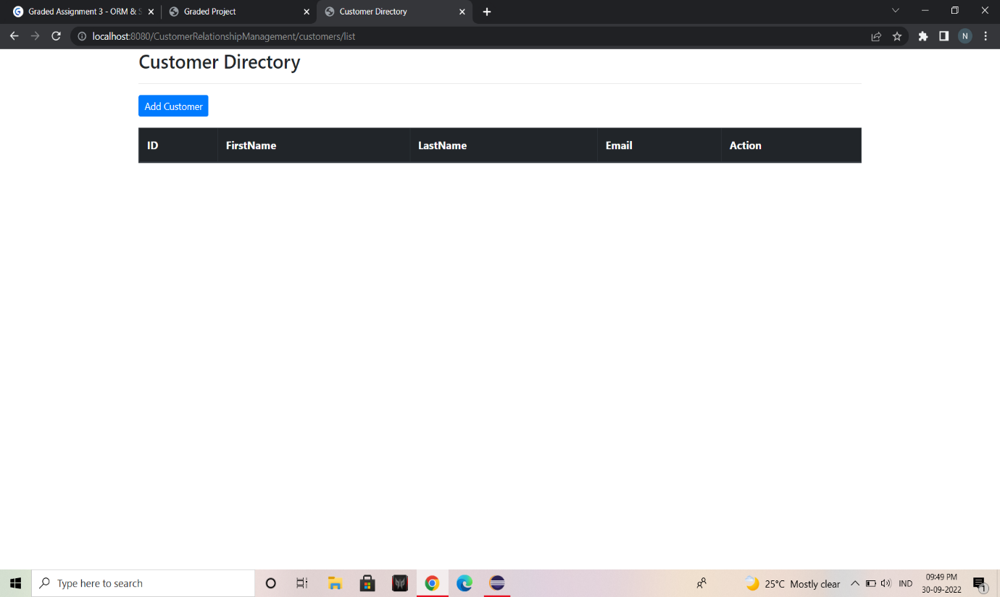 Graded Assignment 3 - ORM & S
Graded Project
Customer Directory
localhost:8080/CustomerRelationshipManagement/customers/list
N
Customer Directory
Add Customer
ID FirstName LastName Email Action
Type here to search
25°C Mostly clear
IND
09:49 PM
30-09-2022
1